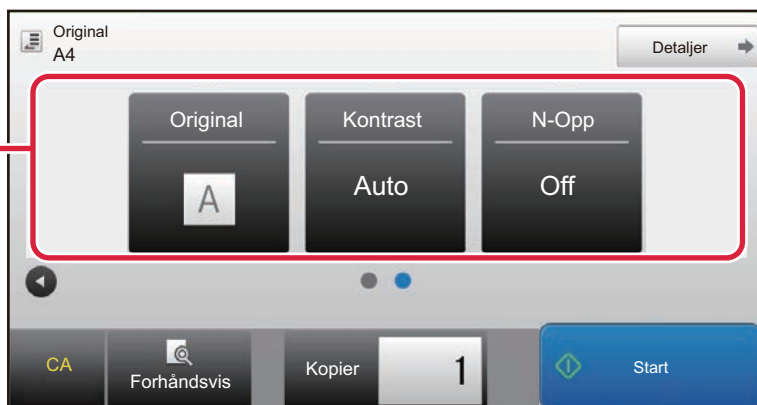 Original
A4
Detaljer
Original Kontrast N-Opp
A Auto Off
CA Forhåndsvis Kopier 1 Start